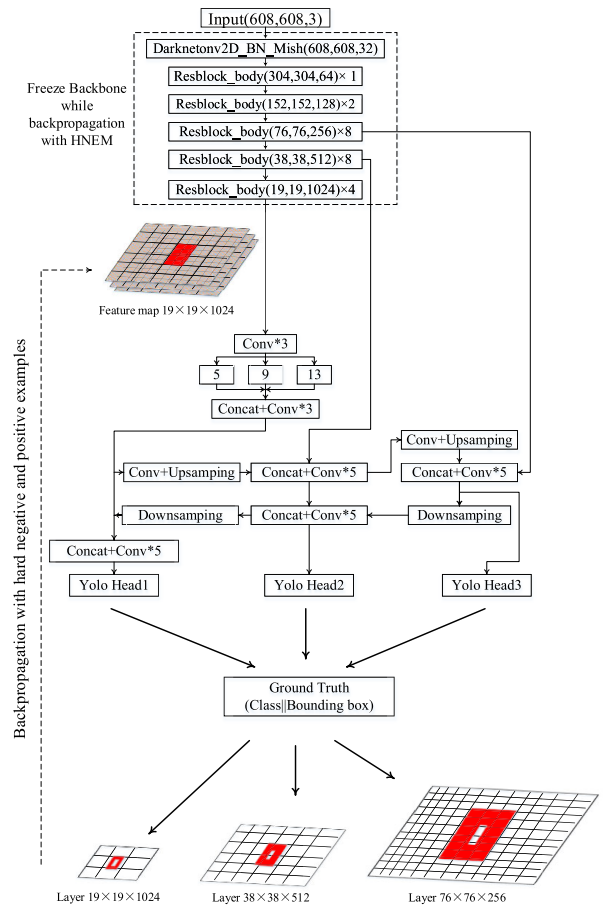 Input(608,608,3)
Darknetonv2D_BN_Mish(608,608,32)
Resblock_body(304,304,64)× 1
Resblock_body(152,152,128)×2
Resblock_body(76,76,256)×8
Resblock_body(38,38,512)×8
Resblock_body(19,19,1024)×4
Freeze Backbone
while
backpropagation
with HNEM
Feature map 19×19×1024
Conv*3
5 9 13
Concat+Conv*3
Conv+Upsamping
Conv+Upsamping Concat+Conv*5 Concat+Conv*5
Downsamping Concat+Conv*5 Downsamping
Concat+Conv*5
Yolo Head1 Yolo Head2 Yolo Head3
Backpropagation with hard negative and positive examples
Ground Truth
(Class||Bounding box)
Layer 19×19×1024 Layer 38×38×512 Layer 76×76×256